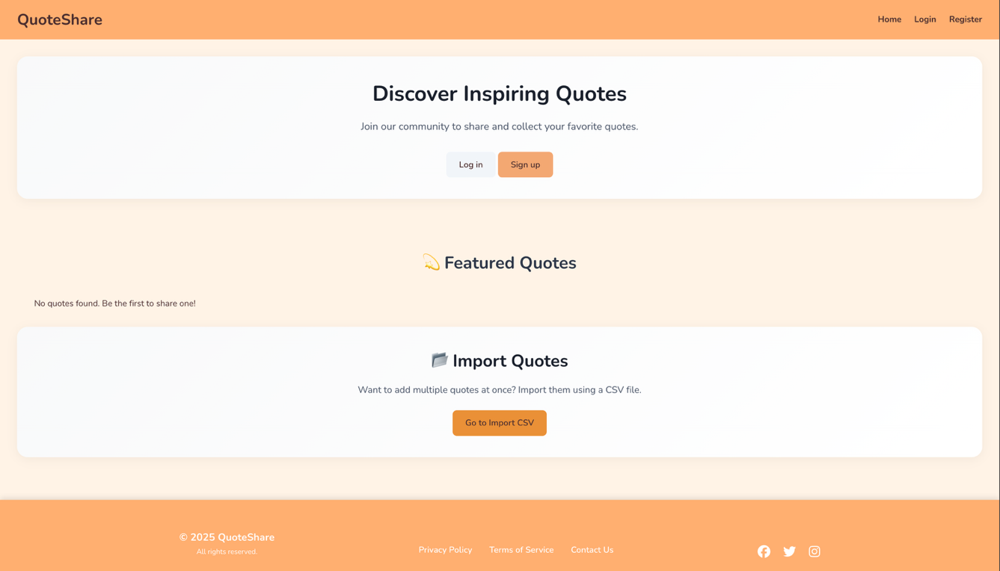 QuoteShare
Home Login Register
Discover Inspiring Quotes
Join our community to share and collect your favorite quotes.
Log in Sign up
💫 Featured Quotes
No quotes found. Be the first to share one!
📂 Import Quotes
Want to add multiple quotes at once? Import them using a CSV file.
Go to Import CSV
© 2025 QuoteShare
All rights reserved.
Privacy Policy Terms of Service Contact Us